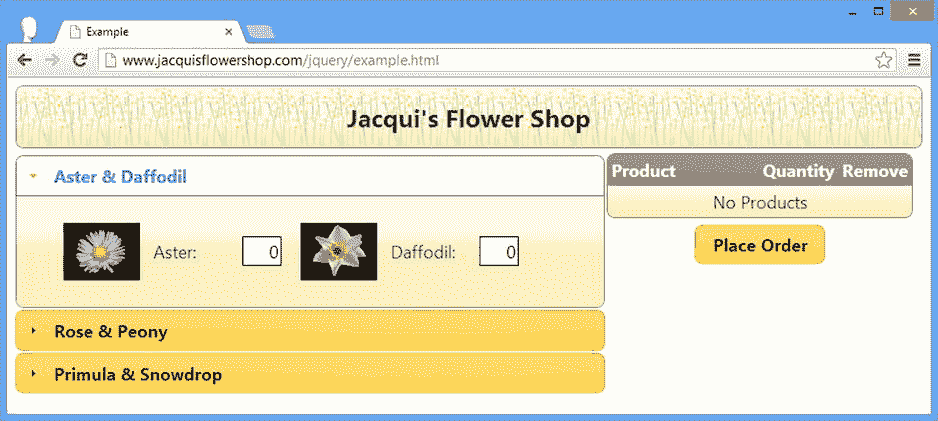 Example
www.jacquisflowershop.com/jquery/example.html
Jacqui's Flower Shop
Aster & Daffodil
Aster: 0 Daffodil: 0
Rose & Peony
Primula & Snowdrop
Product Quantity Remove
No Products
Place Order